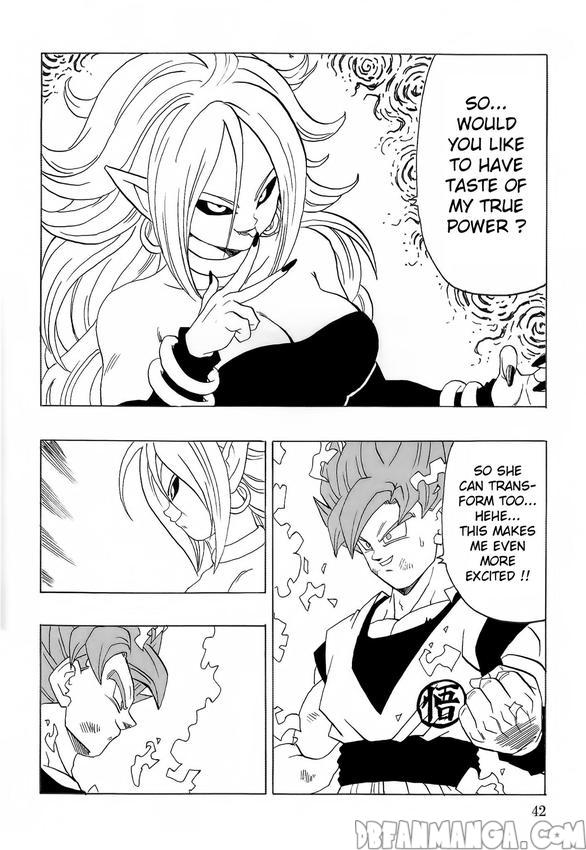 SO...
WOULD
YOU LIKE
TO HAVE
TASTE OF
MY TRUE
POWER ?
SO SHE
CAN TRANS-
FORM TOO...
HEHE...
THIS MAKES
ME EVEN
MORE
EXCITED !!
悟
42
DBFANMANGA.COM